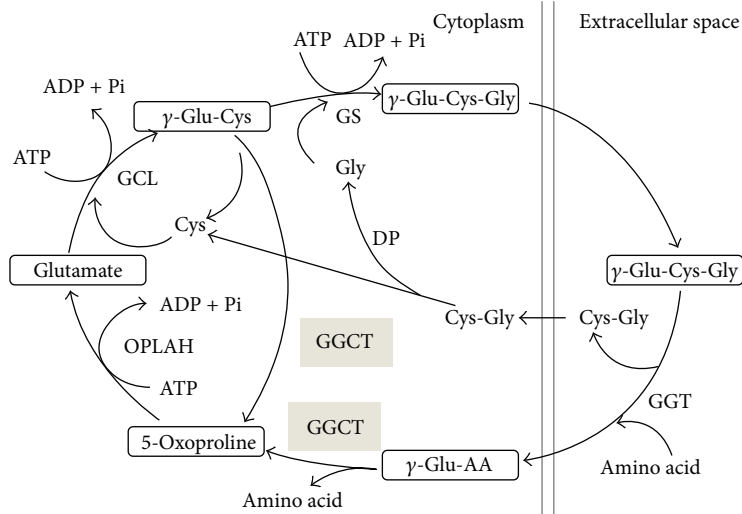 Cytoplasm
Extracellular space
ATP
ADP + Pi
ADP + Pi
γ-Glu-Cys
γ-Glu-Cys-Gly
GS
ATP
GCL
Gly
Cys
DP
Glutamate
γ-Glu-Cys-Gly
ADP + Pi
Cys-Gly
Cys-Gly
OPLAH
GGCT
ATP
GGT
GGCT
5-Oxoproline
γ-Glu-AA
Amino acid
Amino acid